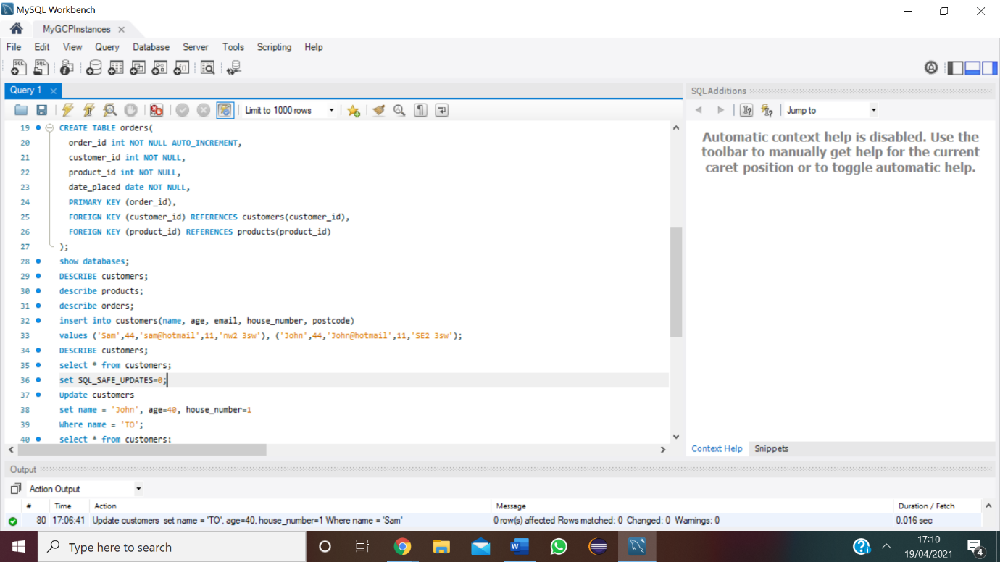 MySQL Workbench
MyGCPInstances
File Edit View Query Database Server Tools Scripting Help
Query 1
SQLAdditions
Limit to 1000 rows
Jump to
19 CREATE TABLE orders(
20 order_id int NOT NULL AUTO_INCREMENT,
21 customer_id int NOT NULL,
22 product_id int NOT NULL,
23 date_placed date NOT NULL,
24 PRIMARY KEY (order_id),
25 FOREIGN KEY (customer_id) REFERENCES customers(customer_id),
26 FOREIGN KEY (product_id) REFERENCES products(product_id)
27 );
28 show databases;
29 DESCRIBE customers;
30 describe products;
31 describe orders;
32 insert into customers(name, age, email, house_number, postcode)
33 values ('Sam',44,'sam@hotmail',11,'nw2 3sw'), ('John',44,'John@hotmail',11,'SE2 3sw');
34 DESCRIBE customers;
35 select * from customers;
36 set SQL_SAFE_UPDATES=0;
37 Update customers
38 set name = 'John', age=40, house_number=1
39 Where name = 'TO';
40 select * from customers;
Automatic context help is disabled. Use the
toolbar to manually get help for the current
caret position or to toggle automatic help.
Context Help Snippets
Output
Action Output
# Time Action Message Duration / Fetch
80 17:06:41 Update customers set name = 'TO', age=40, house_number=1 Where name = 'Sam' 0 row(s) affected Rows matched: 0 Changed: 0 Warnings: 0 0.016 sec
Type here to search
17:10
19/04/2021
4